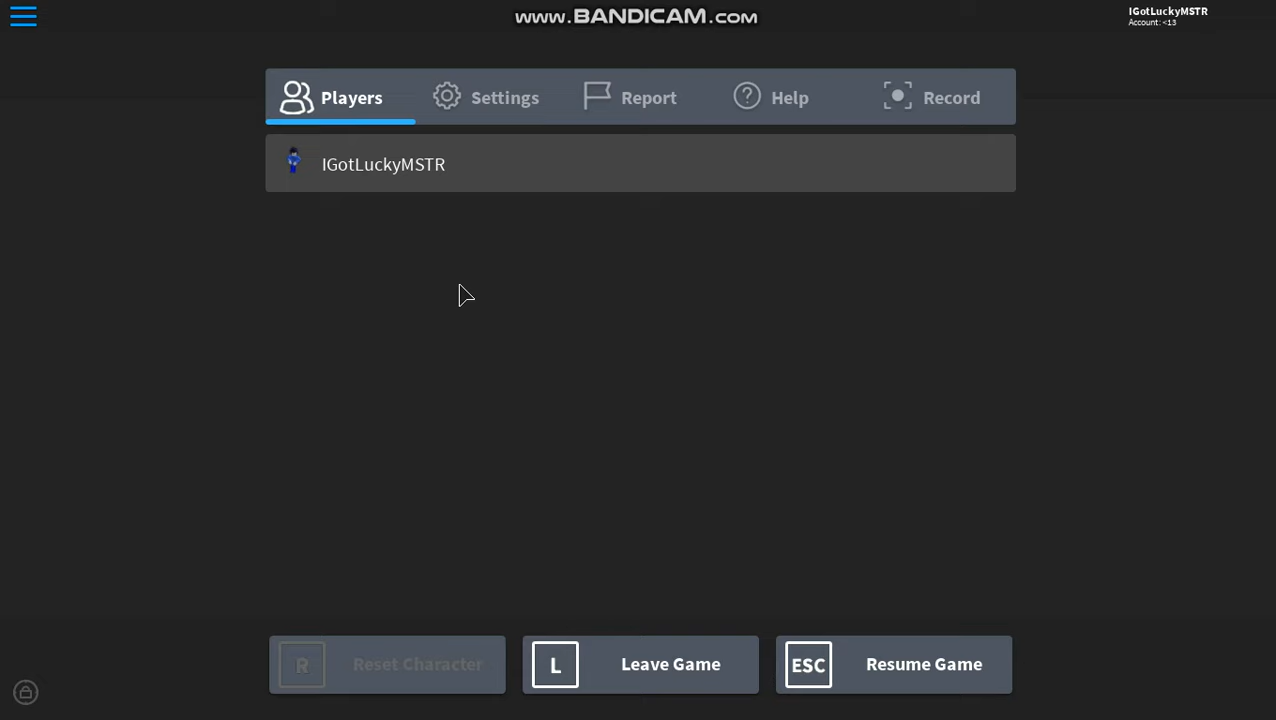 www.BANDICAM.com
IGotLuckyMSTR
Account: <13
Players
Settings
Report
Help
Record
IGotLuckyMSTR
R Reset Character
L Leave Game
ESC Resume Game